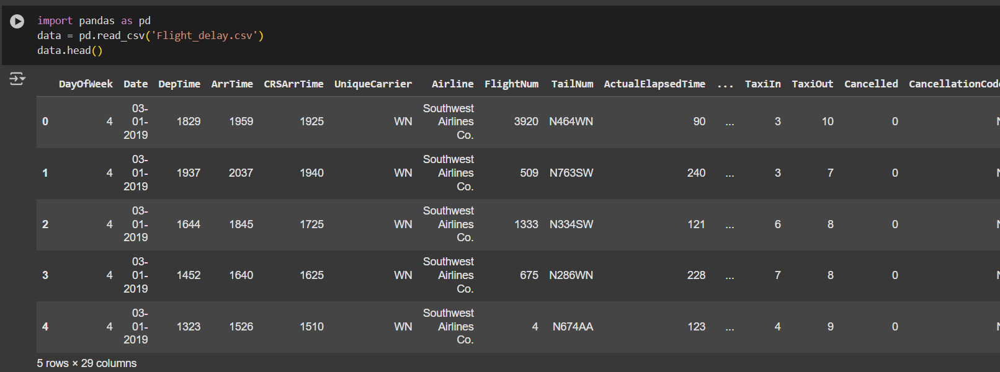 import pandas as pd
data = pd.read_csv('Flight_delay.csv')
data.head()
DayOfWeek Date DepTime ArrTime CRSArrTime UniqueCarrier Airline FlightNum TailNum ActualElapsedTime ... TaxiIn TaxiOut Cancelled CancellationCod
0 4 03-01-2019 1829 1959 1925 WN Southwest Airlines Co. 3920 N464WN 90 ... 3 10 0
1 4 03-01-2019 1937 2037 1940 WN Southwest Airlines Co. 509 N763SW 240 ... 3 7 0
2 4 03-01-2019 1644 1845 1725 WN Southwest Airlines Co. 1333 N334SW 121 ... 6 8 0
3 4 03-01-2019 1452 1640 1625 WN Southwest Airlines Co. 675 N286WN 228 ... 7 8 0
4 4 03-01-2019 1323 1526 1510 WN Southwest Airlines Co. 4 N674AA 123 ... 4 9 0
5 rows × 29 columns